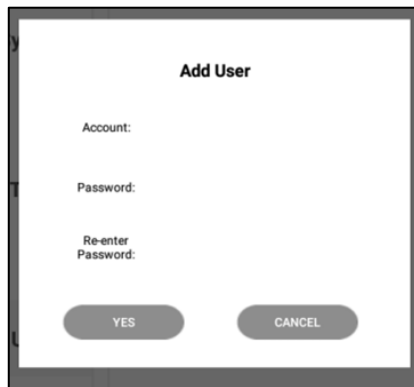 Add User
Account:
Password:
Re-enter
Password:
YES
CANCEL